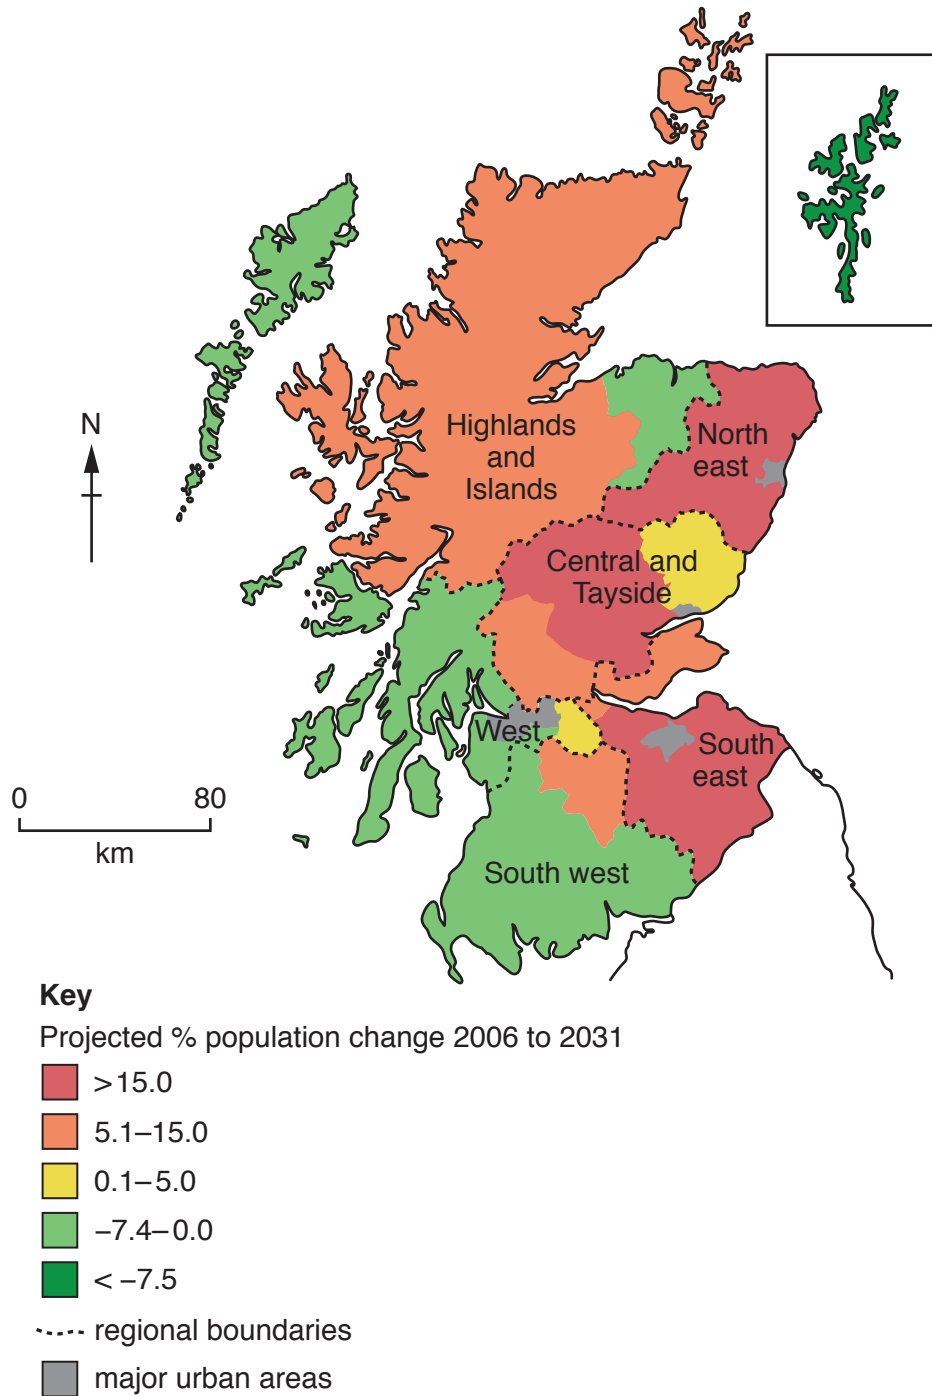 N
Highlands
and
Islands
North
east
Central and
Tayside
West
South
east
South west
0 80
km
Key
Projected % population change 2006 to 2031
>15.0
5.1–15.0
0.1–5.0
–7.4–0.0
< –7.5
regional boundaries
major urban areas